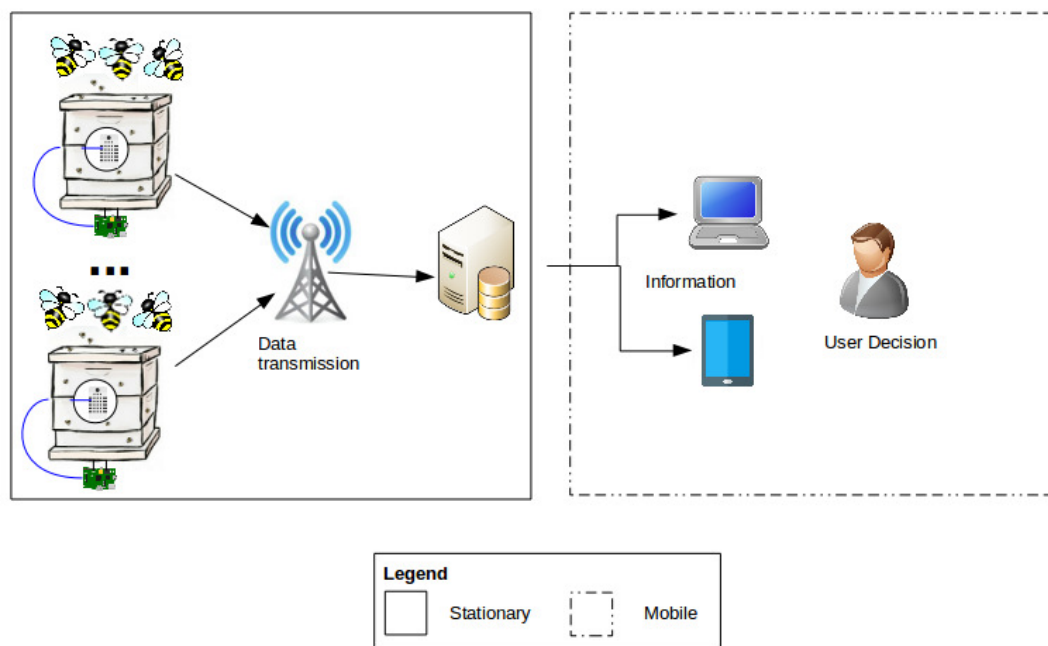 Data
transmission
Information
User Decision
Legend
Stationary
Mobile